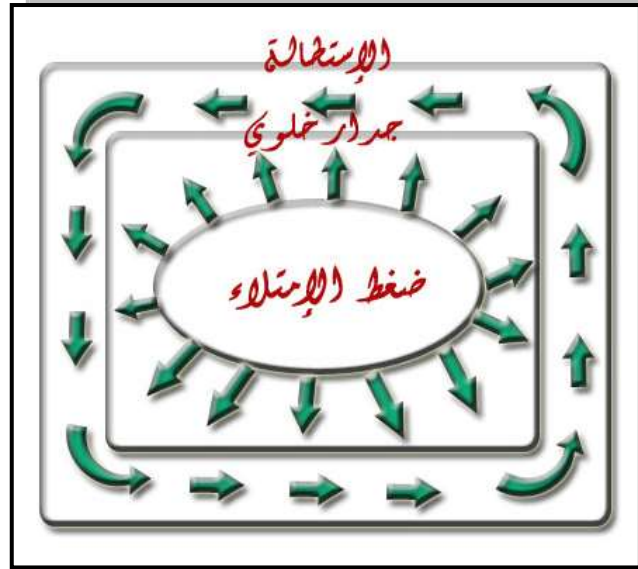 الإستطالة
جدار خلوي
ضغط الإمتلاء